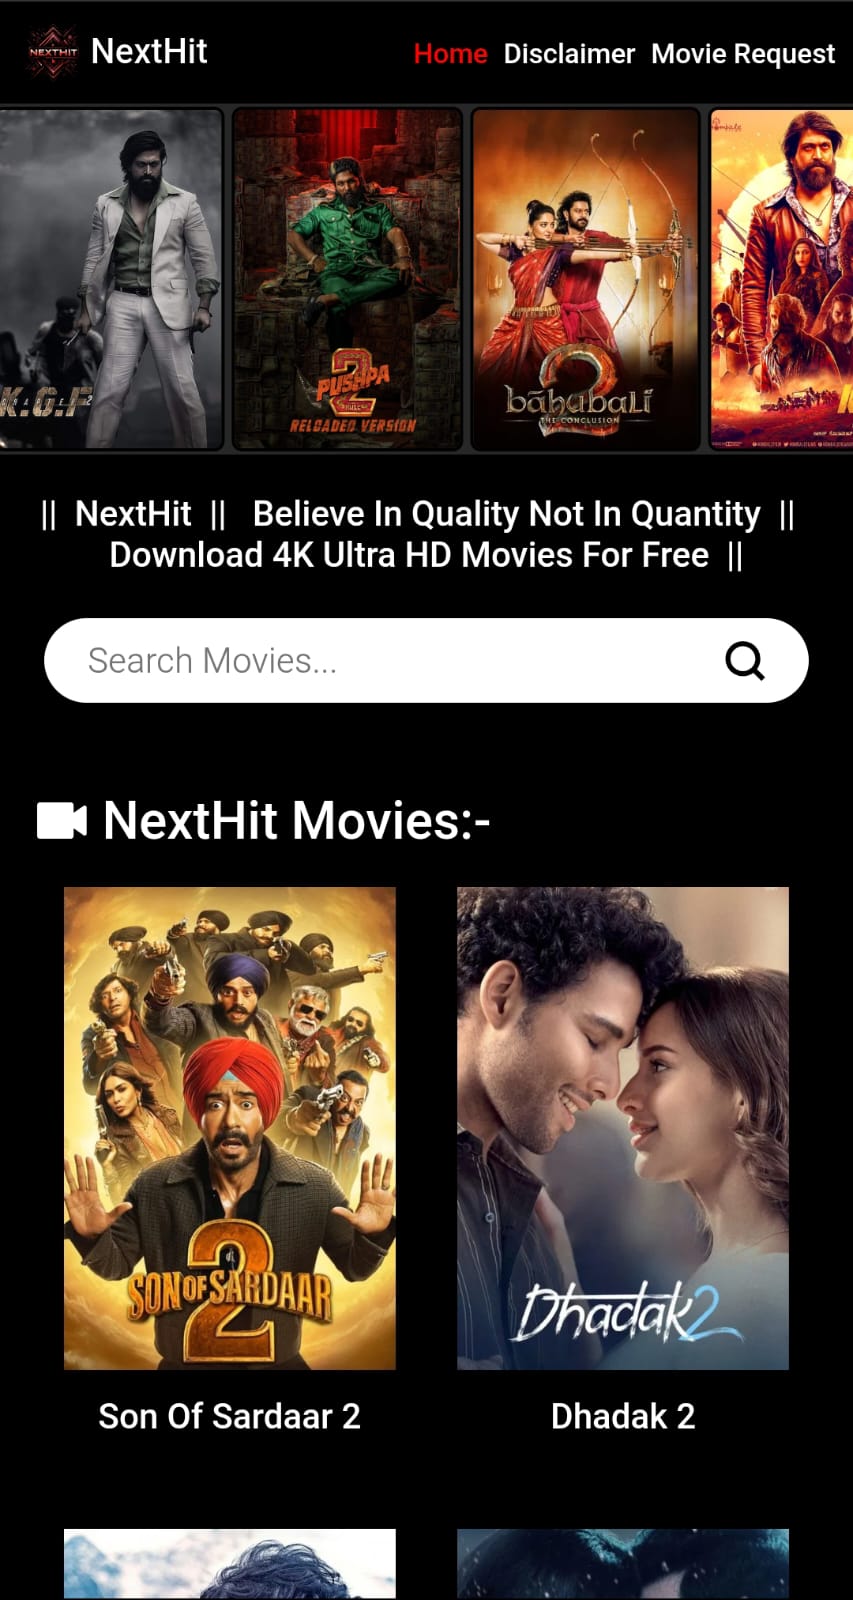 NEXTHIT
NextHit
Home Disclaimer Movie Request
K.G.F
CHAPTER 2
PUSHPA
2
RELOADED VERSION
2
bāhubali
THE CONCLUSION
|| NextHit || Believe In Quality Not In Quantity ||
Download 4K Ultra HD Movies For Free ||
Search Movies...
NextHit Movies:-
SON OF SARDAAR
2
Dhadak 2
Son Of Sardaar 2
Dhadak 2